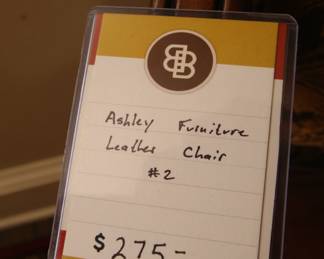 Ashley Furniture
Leather Chair
#2
$275-